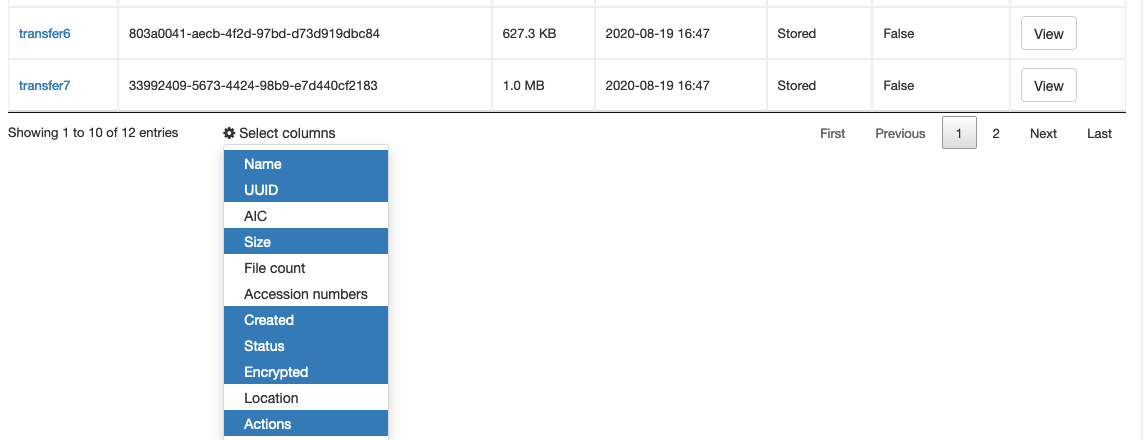 transfer6 803a0041-aecb-4f2d-97bd-d73d919dbc84 627.3 KB 2020-08-19 16:47 Stored False View
transfer7 33992409-5673-4424-98b9-e7d440cf2183 1.0 MB 2020-08-19 16:47 Stored False View
Showing 1 to 10 of 12 entries Select columns First Previous 1 2 Next Last
Name
UUID
AIC
Size
File count
Accession numbers
Created
Status
Encrypted
Location
Actions